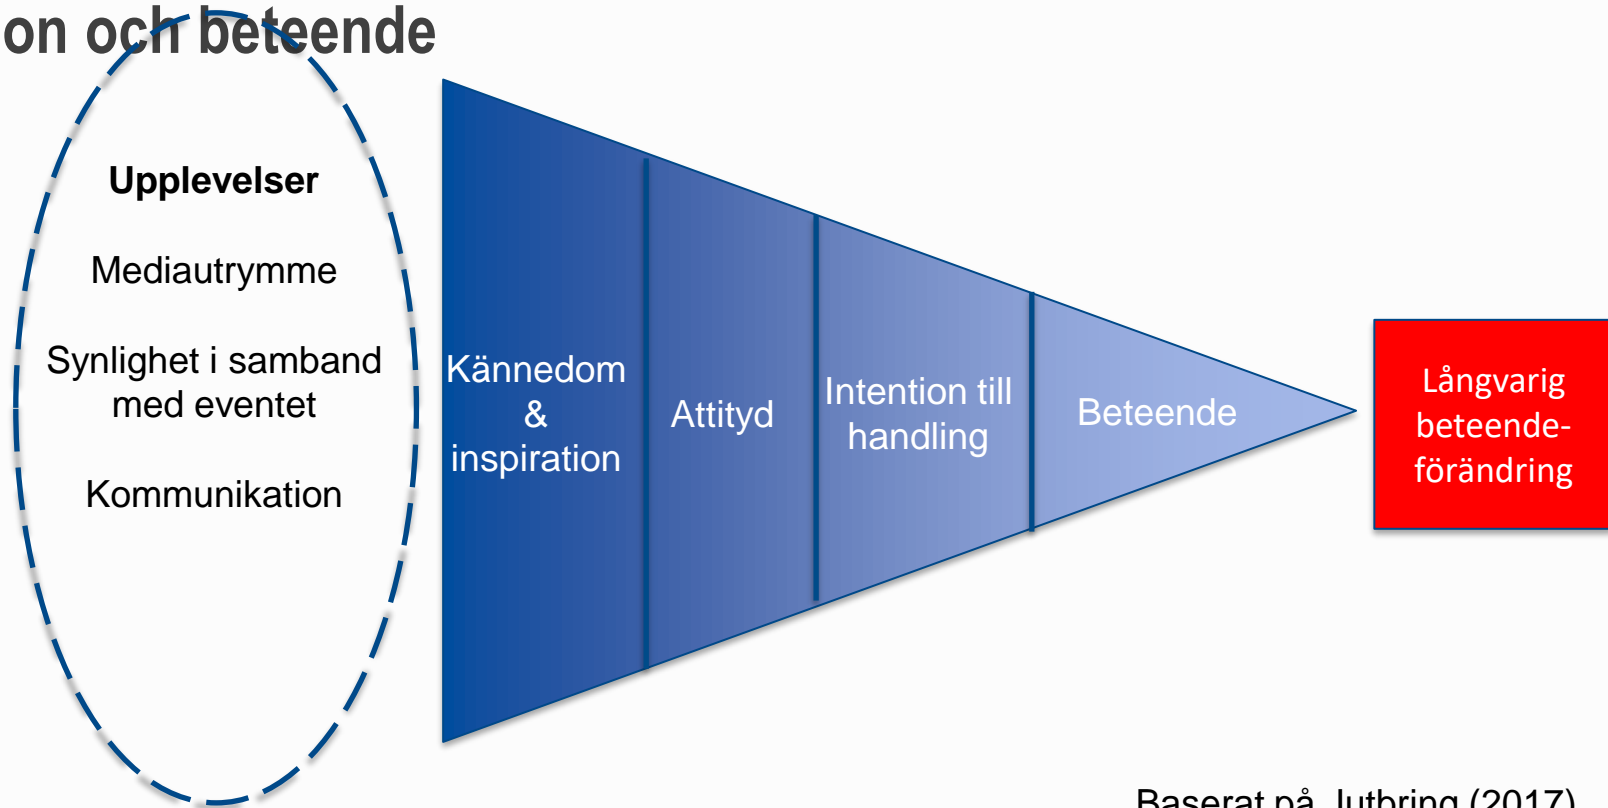 on och beteende
Upplevelser
Mediautrymme
Synlighet i samband
med eventet
Kommunikation
Kännedom
&
inspiration
Attityd
Intention till
handling
Beteende
Långvarig
beteende-
förändring
Baserat på Jutbring (2017)